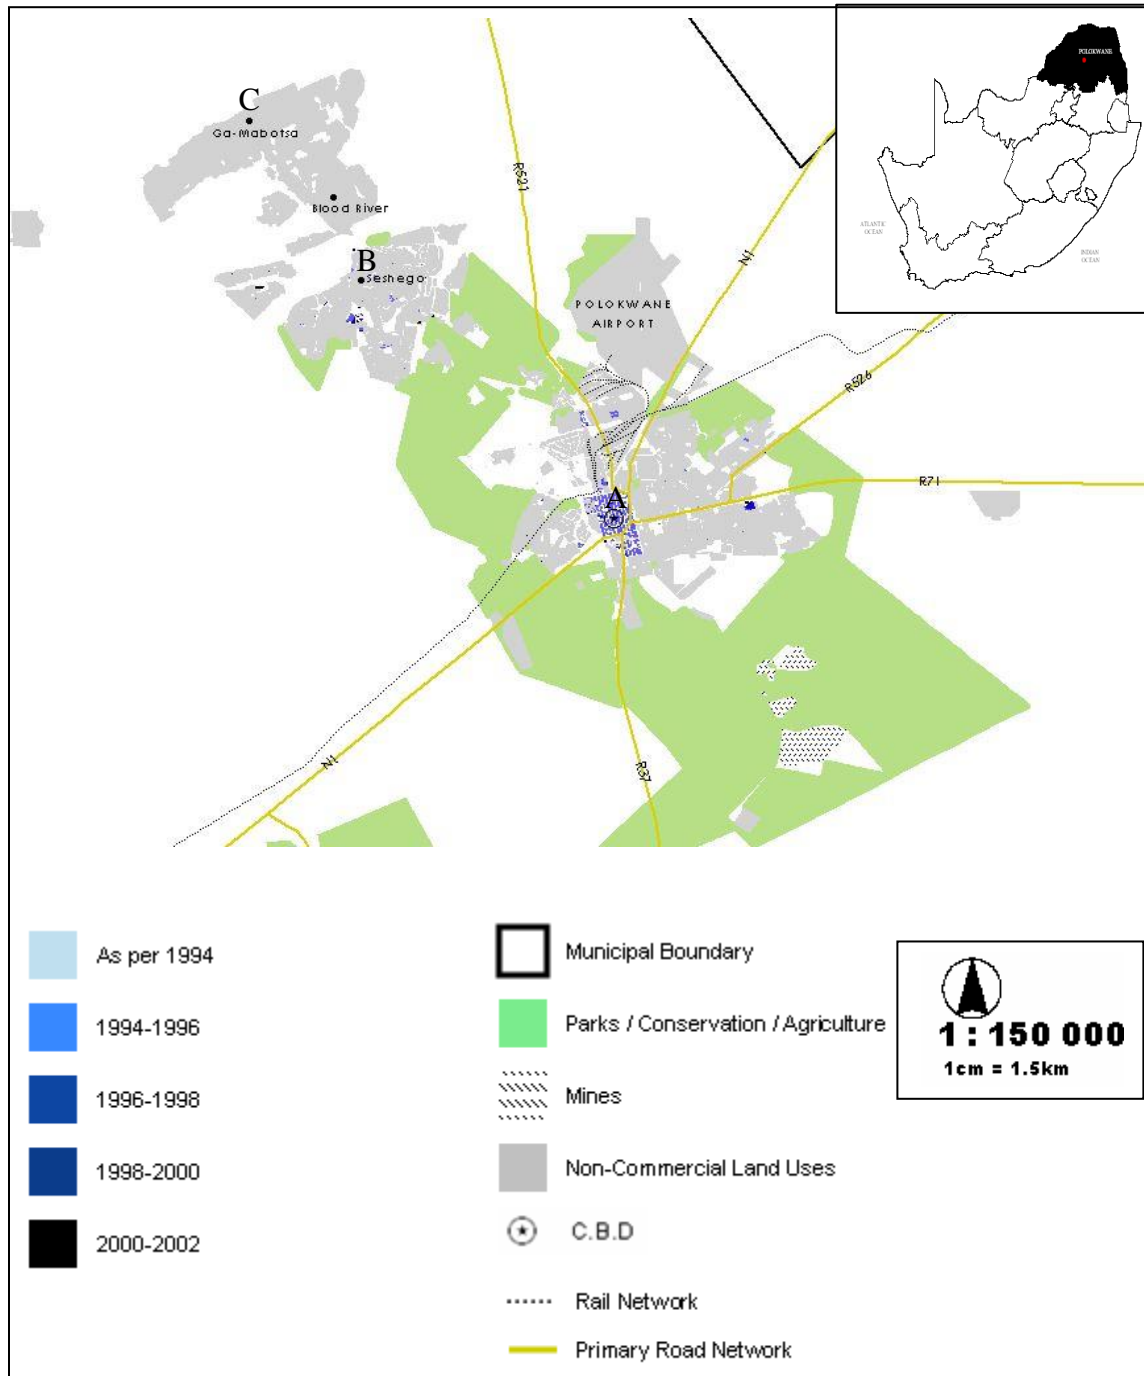 POLOKWANE
ATLANTIC
OCEAN
INDIAN
OCEAN
C
Ga-Mabotsa
Blood River
B
Seshego
R521
N1
POLOKWANE
AIRPORT
R526
R71
A
N1
R37
As per 1994
1994-1996
1996-1998
1998-2000
2000-2002
Municipal Boundary
Parks / Conservation / Agriculture
Mines
Non-Commercial Land Uses
C.B.D
Rail Network
Primary Road Network
1 : 150 000
1cm = 1.5km